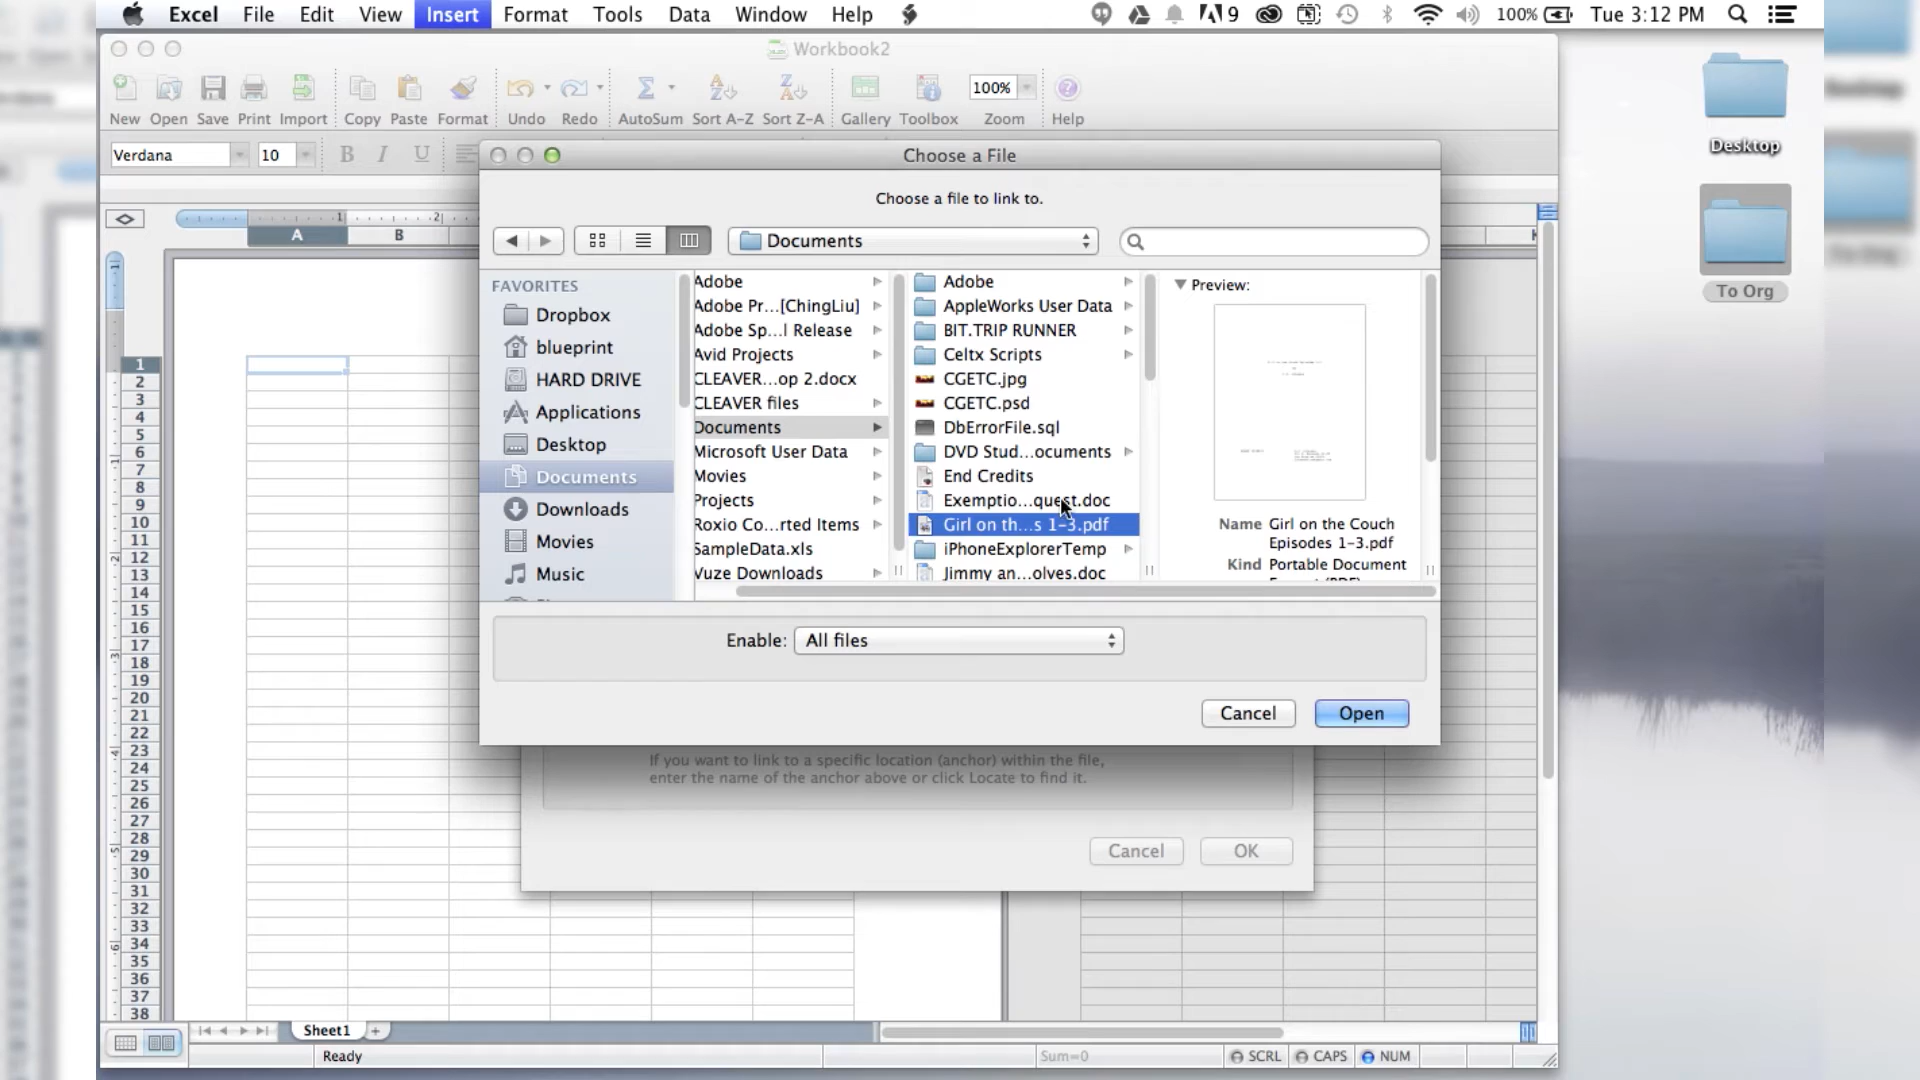 Excel File Edit View Insert Format Tools Data Window Help 9 100% Tue 3:12 PM
Workbook2
New Open Save Print Import Copy Paste Format Undo Redo AutoSum Sort A-Z Sort Z-A Gallery Toolbox 100% Zoom Help
Verdana 10 B I U
Choose a File
Choose a file to link to.
Documents
A B
FAVORITES
Dropbox
blueprint
HARD DRIVE
Applications
Desktop
Documents
Downloads
Movies
Music
Adobe
Adobe Pr...[ChingLiu]
Adobe Sp...l Release
Avid Projects
CLEAVER...op 2.docx
CLEAVER files
Documents
Microsoft User Data
Movies
Projects
Roxio Co...rted Items
SampleData.xls
Vuze Downloads
Adobe
AppleWorks User Data
BIT.TRIP RUNNER
Celtx Scripts
CGETC.jpg
CGETC.psd
DbErrorFile.sql
DVD Stud...ocuments
End Credits
Exemptio...quest.doc
Girl on th...s 1-3.pdf
iPhoneExplorerTemp
Jimmy an...olves.doc
Preview:
Name Girl on the Couch
Episodes 1-3.pdf
Kind Portable Document
Enable: All files
Cancel Open
If you want to link to a specific location (anchor) within the file,
enter the name of the anchor above or click Locate to find it.
Cancel OK
1
2
3
4
5
6
7
8
9
10
11
12
13
14
15
16
17
18
19
20
21
22
23
24
25
26
27
28
29
30
31
32
33
34
35
36
37
38
Sheet1
Ready Sum=0 SCRL CAPS NUM
Desktop
To Org